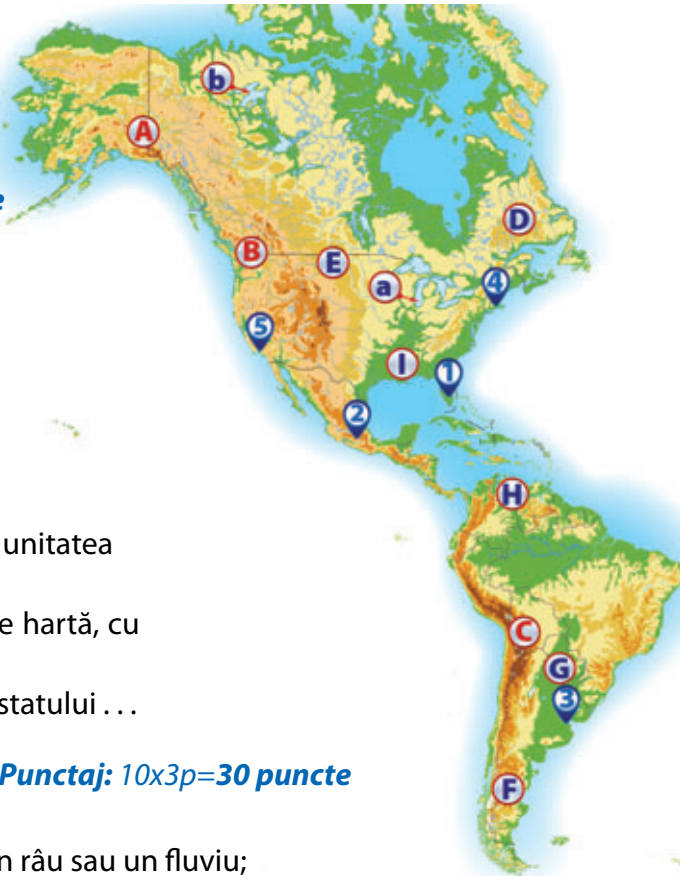 e
unitatea
e hartă, cu
statului . . .
Punctaj: 10x3p=30 puncte
n râu sau un fluviu;
b
A
D
B
E
a
4
5
I
1
2
H
C
G
3
F